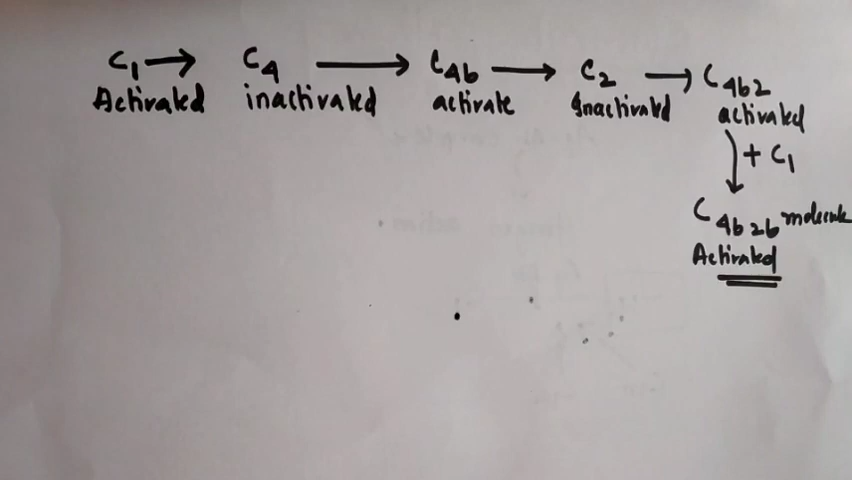 C1 → C4 → C4b → C2 → C4b2
Activated inactivated activate Inactivated activated
+ C1
C4b2b molecule
Activated